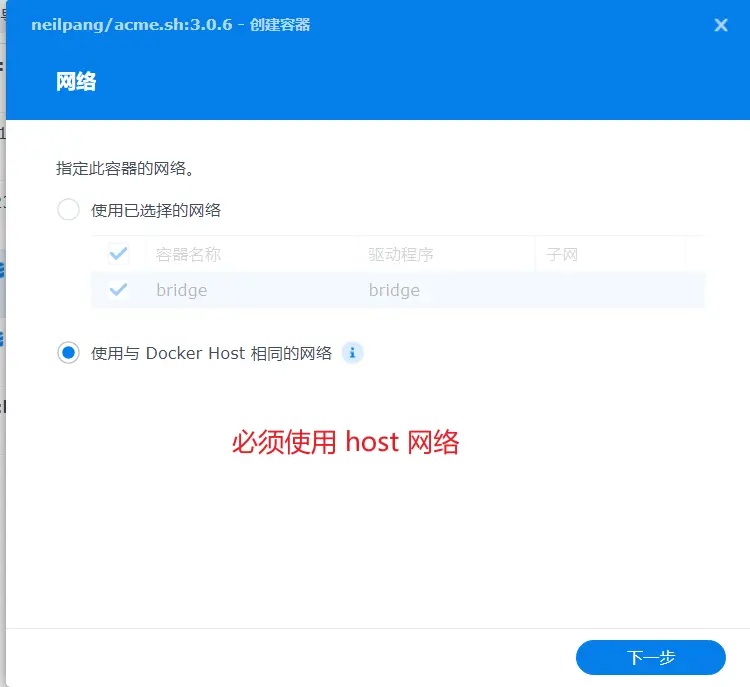 neilpang/acme.sh:3.0.6 - 创建容器
网络
指定此容器的网络。
使用已选择的网络
容器名称 驱动程序 子网
bridge bridge
使用与 Docker Host 相同的网络
必须使用 host 网络
下一步